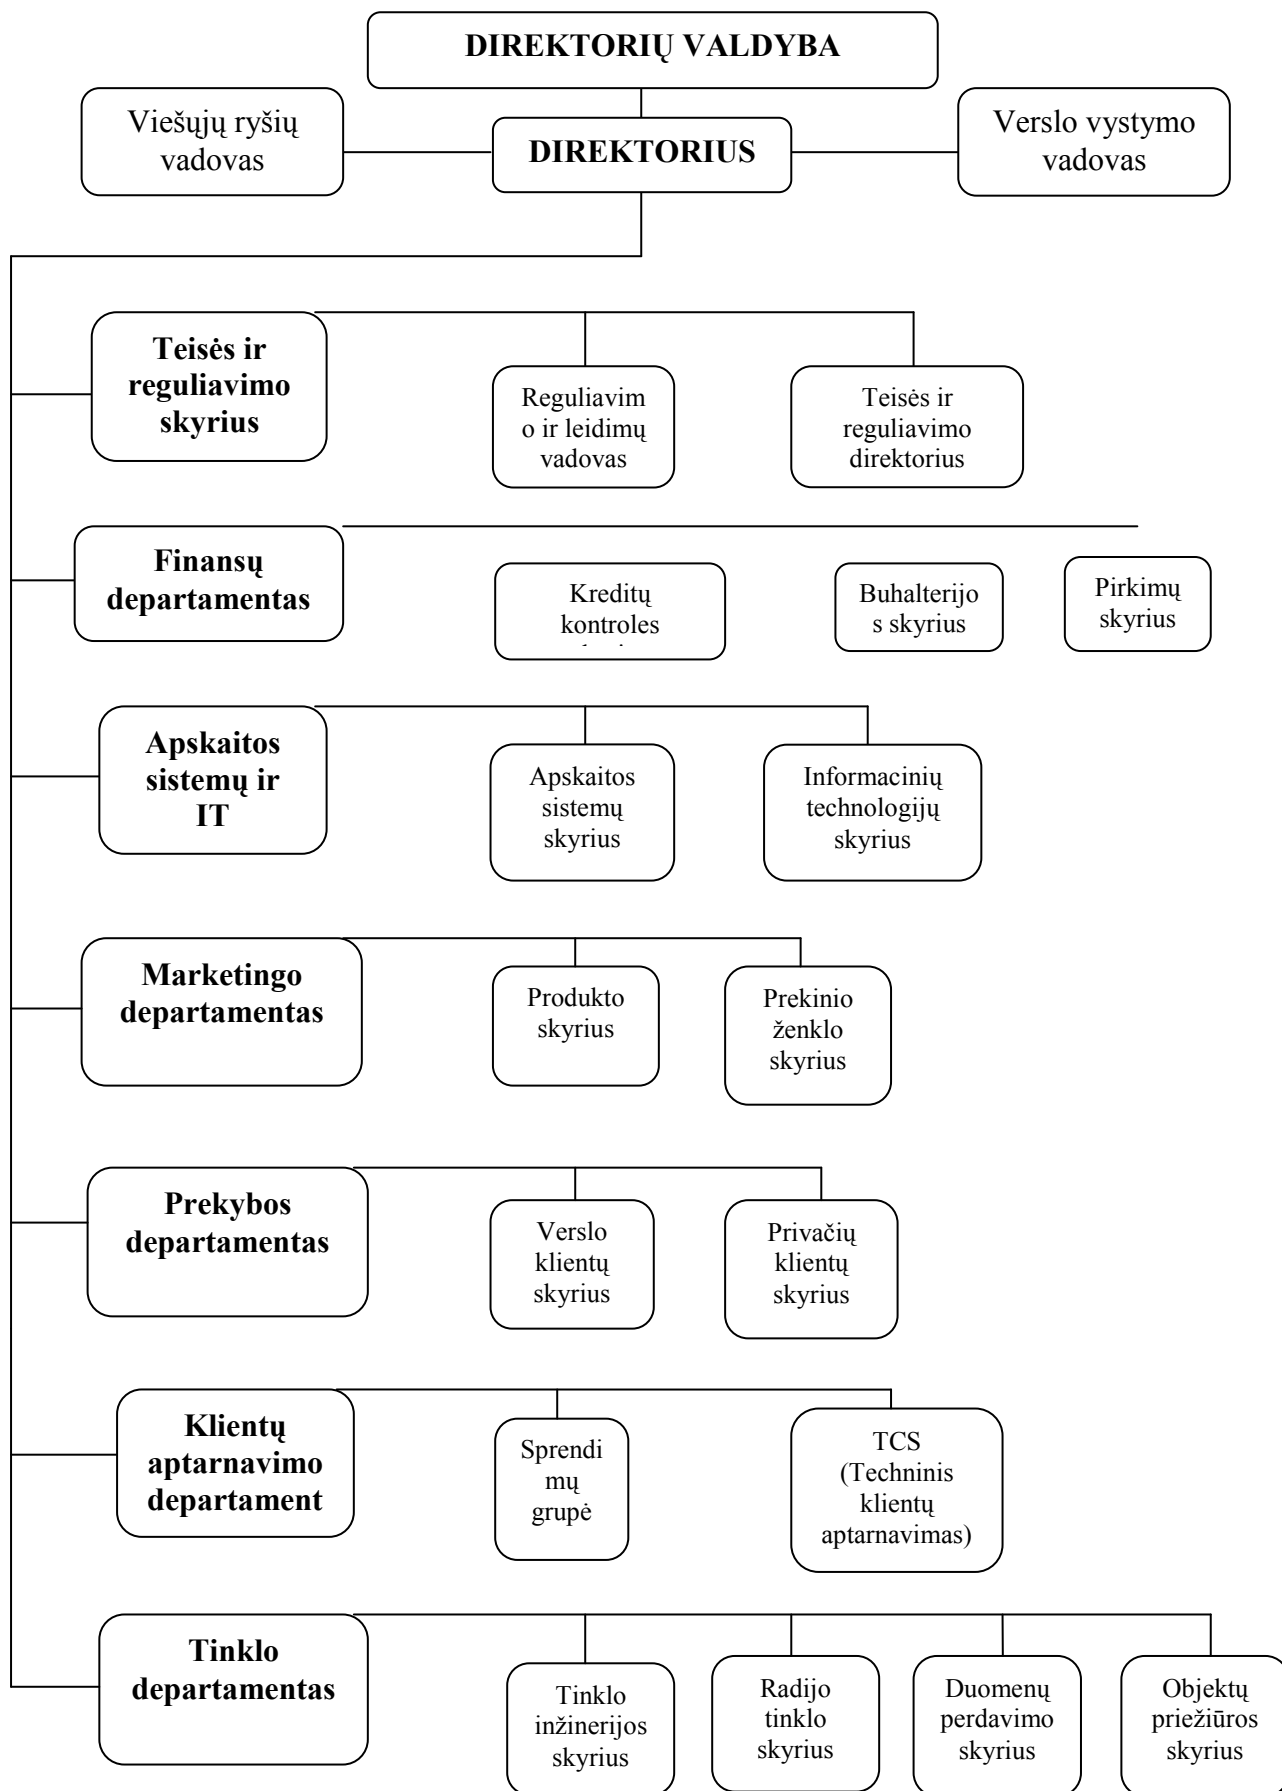 DIREKTORIŲ VALDYBA
Viešųjų ryšių
vadovas
DIREKTORIUS
Verslo vystymo
vadovas
Teisės ir
reguliavimo
skyrius
Reguliavim
o ir leidimų
vadovas
Teisės ir
reguliavimo
direktorius
Finansų
departamentas
Kreditų
kontroles
Buhalterijo
s skyrius
Pirkimų
skyrius
Apskaitos
sistemų ir
IT
Apskaitos
sistemų
skyrius
Informacinių
technologijų
skyrius
Marketingo
departamentas
Produkto
skyrius
Prekinio
ženklo
skyrius
Prekybos
departamentas
Verslo
klientų
skyrius
Privačių
klientų
skyrius
Klientų
aptarnavimo
departament
Sprendi
mų
grupė
TCS
(Techninis
klientų
aptarnavimas)
Tinklo
departamentas
Tinklo
inžinerijos
skyrius
Radijo
tinklo
skyrius
Duomenų
perdavimo
skyrius
Objektų
priežiūros
skyrius